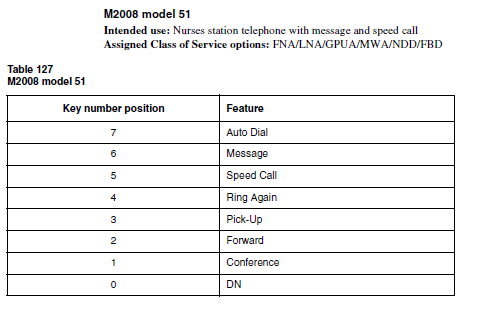 M2008 model 51
Intended use: Nurses station telephone with message and speed call
Assigned Class of Service options: FNA/LNA/GPUA/MWA/NDD/FBD
Table 127
M2008 model 51
Key number position Feature
7 Auto Dial
6 Message
5 Speed Call
4 Ring Again
3 Pick-Up
2 Forward
1 Conference
0 DN